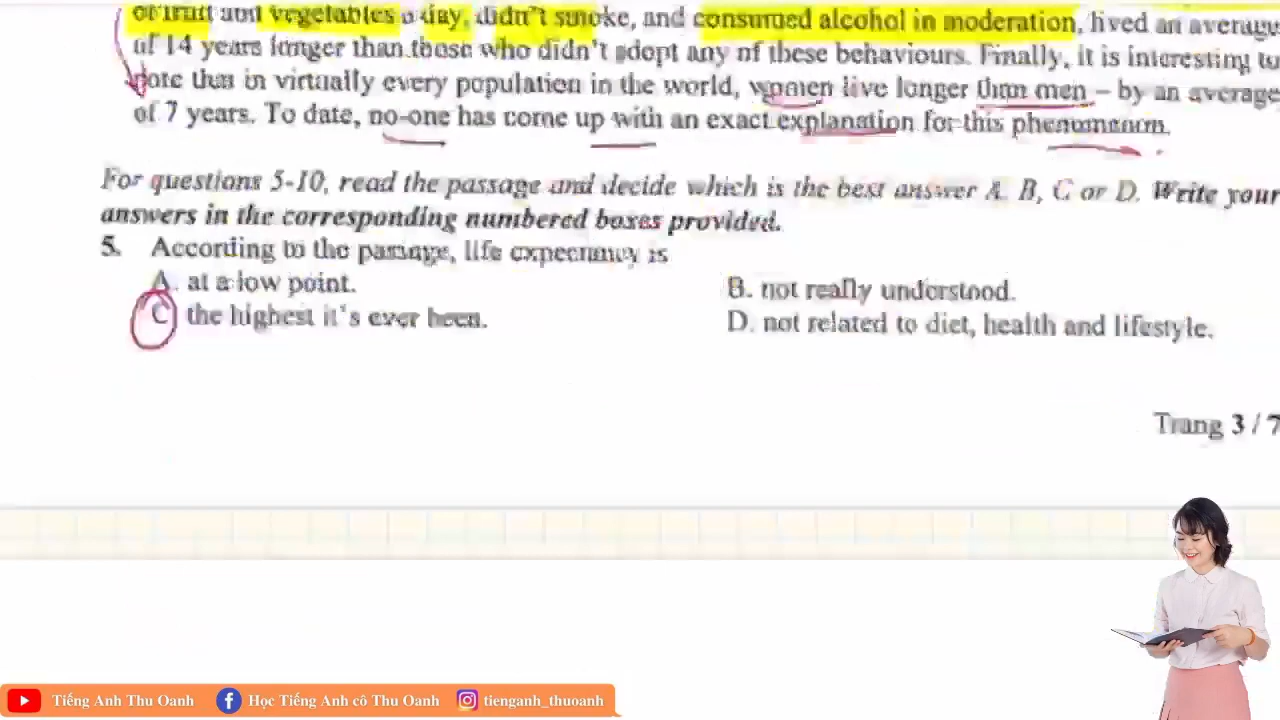 of fruit and vegetables a day, didn't smoke, and consumed alcohol in moderation, lived an average
of 14 years longer than those who didn't adopt any of these behaviours. Finally, it is interesting to
note that in virtually every population in the world, women live longer than men – by an average
of 7 years. To date, no-one has come up with an exact explanation for this phenomenon.
For questions 5-10, read the passage and decide which is the best answer A, B, C or D. Write your
answers in the corresponding numbered boxes provided.
5. According to the passage, life expectancy is
A. at a low point.
B. not really understood.
C the highest it's ever been.
D. not related to diet, health and lifestyle.
Trang 3 / 7
Tiếng Anh Thu Oanh
Học Tiếng Anh cô Thu Oanh
tienganh_thuoanh